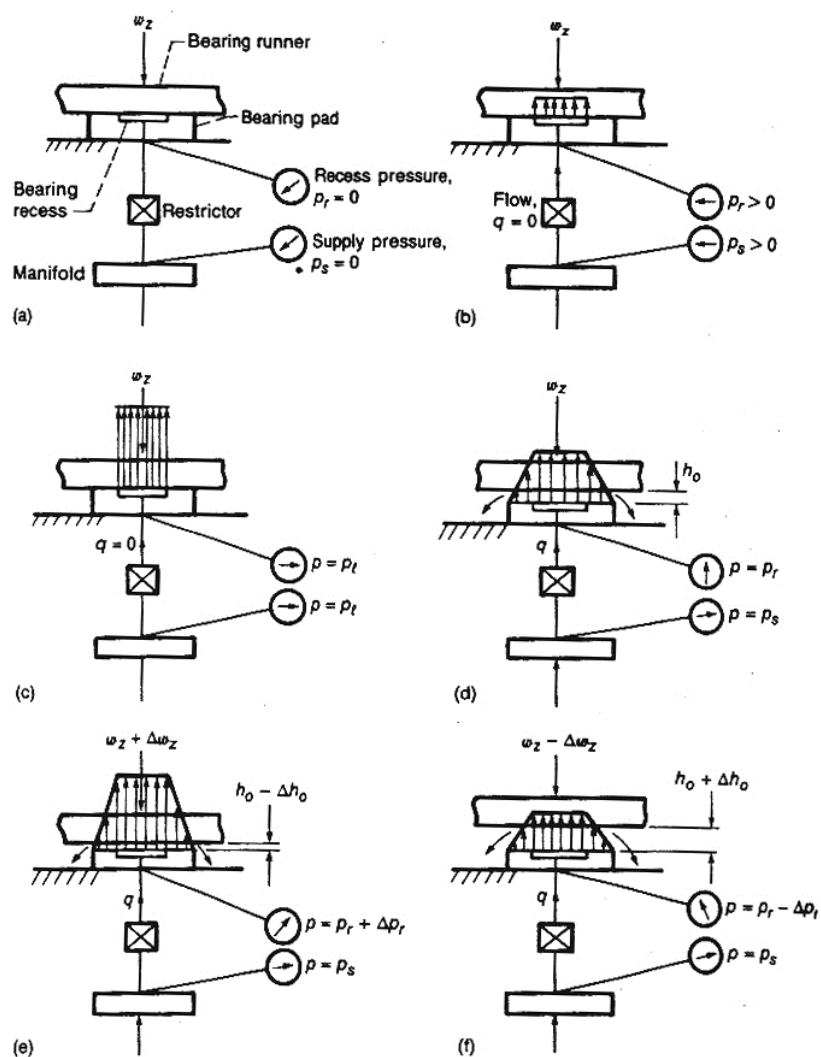 w_z
Bearing runner
Bearing pad
Bearing
recess
Restrictor
Recess pressure,
p_r = 0
Supply pressure,
p_s = 0
Manifold
(a)
w_z
Flow,
q = 0
p_r > 0
p_s > 0
(b)
w_z
q = 0
p = p_ℓ
p = p_ℓ
(c)
w_z
h_o
q
p = p_r
p = p_s
(d)
w_z + Δw_z
h_o − Δh_o
q
p = p_r + Δp_r
p = p_s
(e)
w_z − Δw_z
h_o + Δh_o
q
p = p_r − Δp_r
p = p_s
(f)